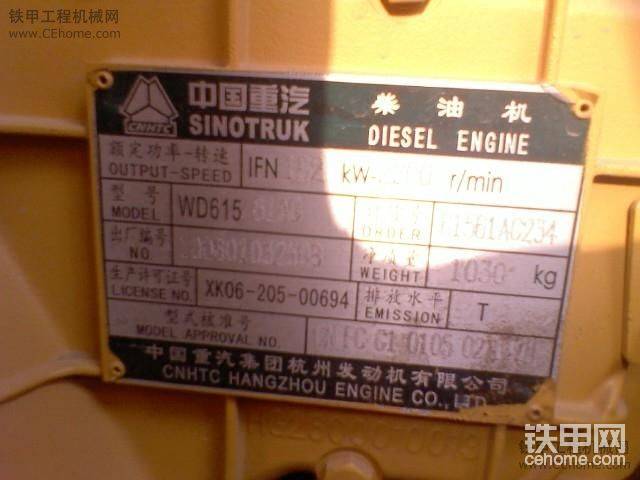 铁甲工程机械网
www.CEhome.com
中国重汽 柴油机
CNHTC SINOTRUK DIESEL ENGINE
额定功率-转速
OUTPUT-SPEED IFN kW- r/min
型号
MODEL WD615
ORDER 1561AC234
出厂编号
NO.
净质量
WEIGHT 1030 kg
生产许可证号
LICENSE NO. XK06-205-00694
排放水平
EMISSION T
型式核准号
MODEL APPROVAL NO.
中国重汽集团杭州发动机有限公司
CNHTC HANGZHOU ENGINE CO.,LTD.
铁甲网
cehome.com